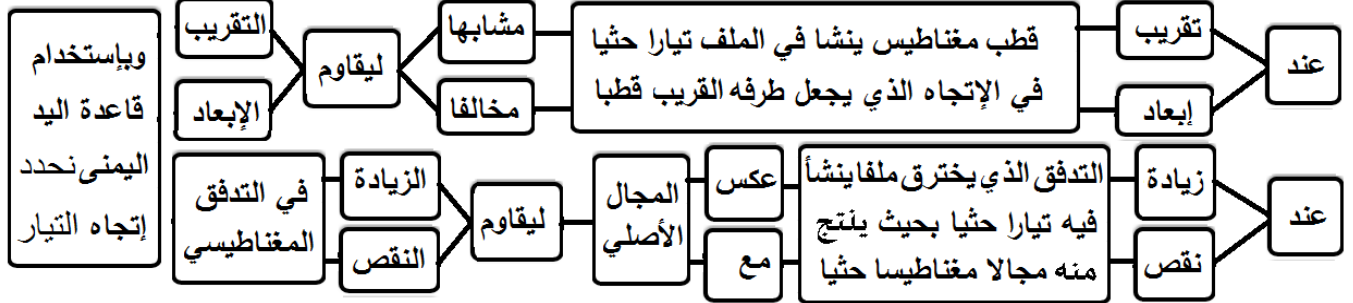 عند
تقريب
إبعاد
قطب مغناطيس ينشا في الملف تيارا حثيا
في الإتجاه الذي يجعل طرفه القريب قطبا
مشابها
مخالفا
ليقاوم
التقريب
الإبعاد
عند
زيادة
نقص
التدفق الذي يخترق ملفا ينشأ
فيه تيارا حثيا بحيث ينتج
منه مجالا مغناطيسا حثيا
عكس
مع
المجال
الأصلي
ليقاوم
الزيادة
النقص
في التدفق
المغناطيسي
وبإستخدام
قاعدة اليد
اليمنى نحدد
إتجاه التيار